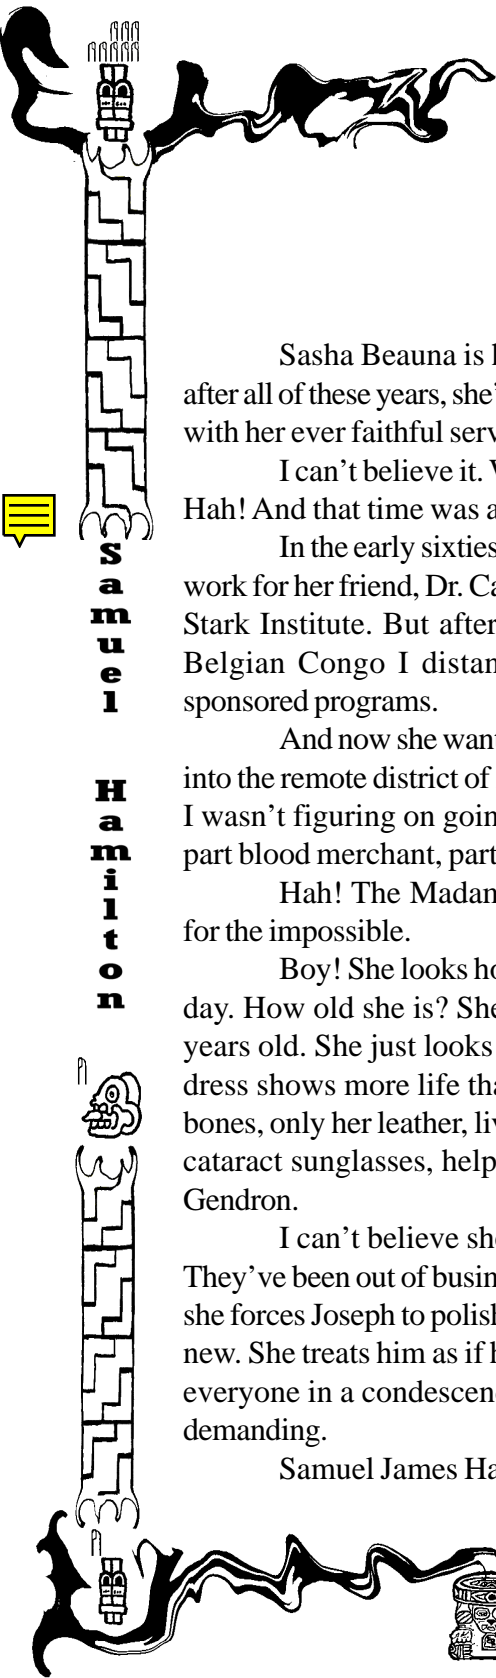 Samuel Hamilton
Sasha Beauna is
after all of these years, she'
with her ever faithful serv
I can't believe it.
Hah! And that time was a
In the early sixties
work for her friend, Dr. Ca
Stark Institute. But after
Belgian Congo I distan
sponsored programs.
And now she want
into the remote district of
I wasn't figuring on goin
part blood merchant, part
Hah! The Madan
for the impossible.
Boy! She looks ho
day. How old she is? She
years old. She just looks
dress shows more life tha
bones, only her leather, liv
cataract sunglasses, help
Gendron.
I can't believe she
They've been out of busin
she forces Joseph to polish
new. She treats him as if h
everyone in a condescen
demanding.
Samuel James Ha